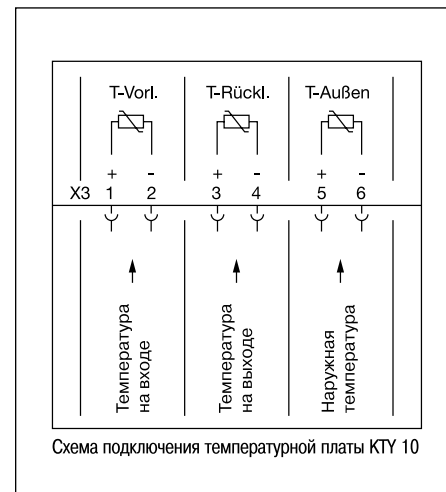 T-Vorl. T-Rückl. T-Außen
+ - + - + -
X3 1 2 3 4 5 6
Температура
на входе
Температура
на выходе
Наружная
температура
Схема подключения температурной платы KTY 10